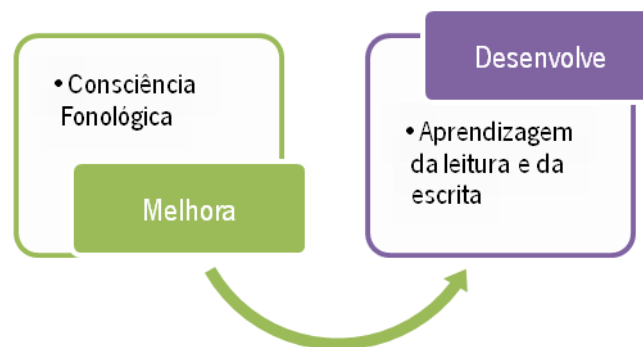 • Consciência
Fonológica
Melhora
Desenvolve
• Aprendizagem
da leitura e da
escrita